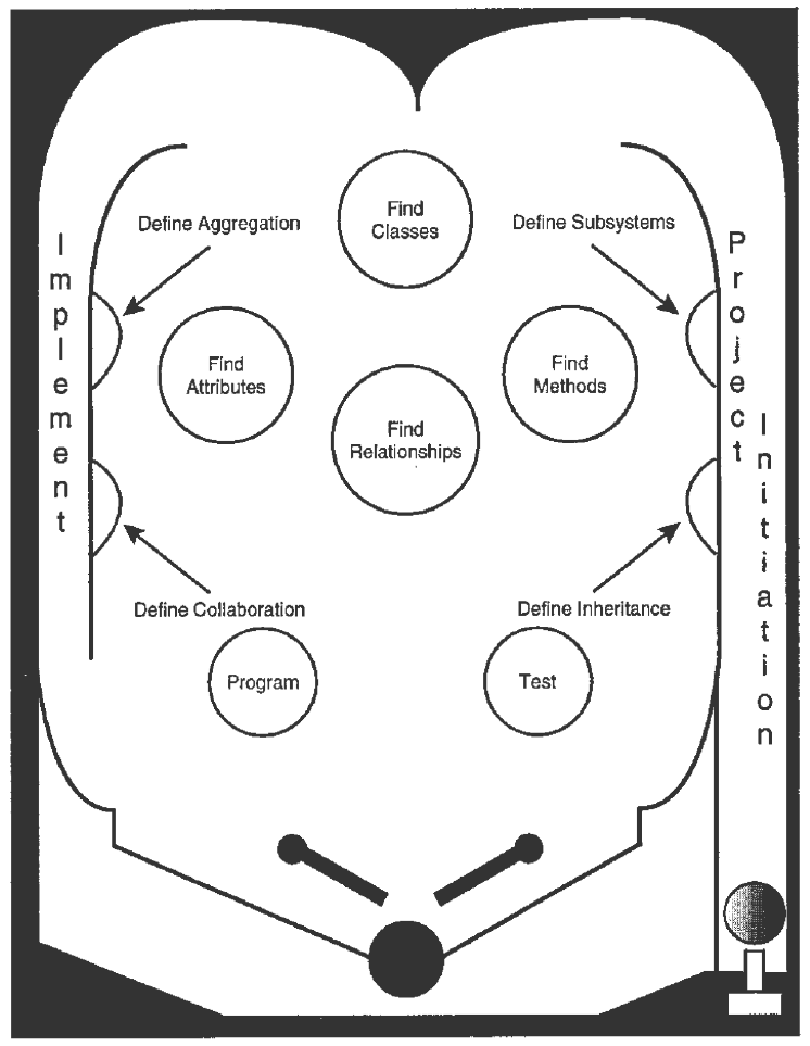 Find
Classes
Define Aggregation
Define Subsystems
Implement
Project
Initiation
Find
Attributes
Find
Methods
Find
Relationships
Define Collaboration
Define Inheritance
Program
Test